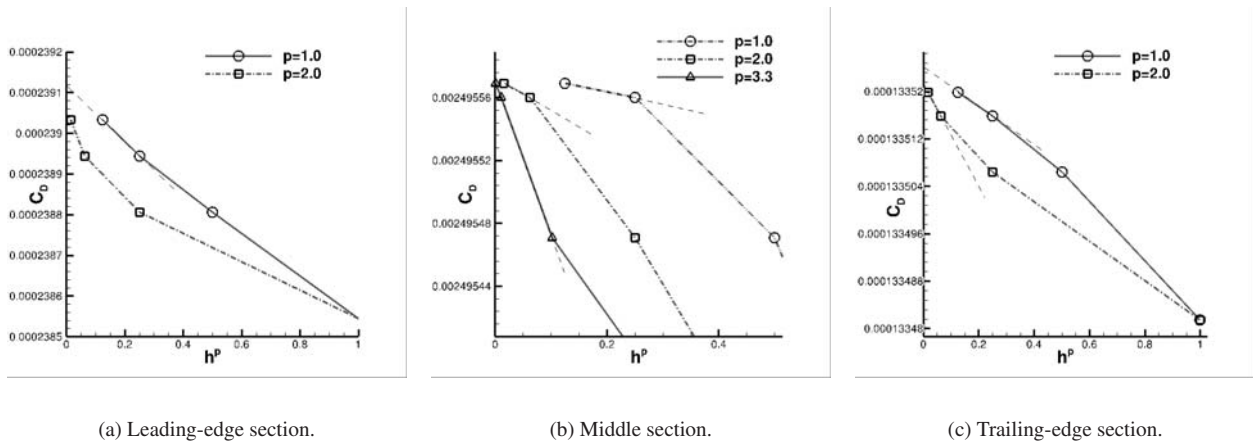 0.0002392
0.0002391
0.000239
0.0002389
0.0002388
0.0002387
0.0002386
0.0002385
C_D
p=1.0
p=2.0
0 0.2 0.4 0.6 0.8 1
h^p
0.00249556
0.00249552
0.00249548
0.00249544
C_D
p=1.0
p=2.0
p=3.3
0 0.2 0.4
h^p
0.00013352
0.000133512
0.000133504
0.000133496
0.000133486
0.00013348
C_D
p=1.0
p=2.0
0 0.2 0.4 0.6 0.8 1
h^p
(a) Leading-edge section.
(b) Middle section.
(c) Trailing-edge section.